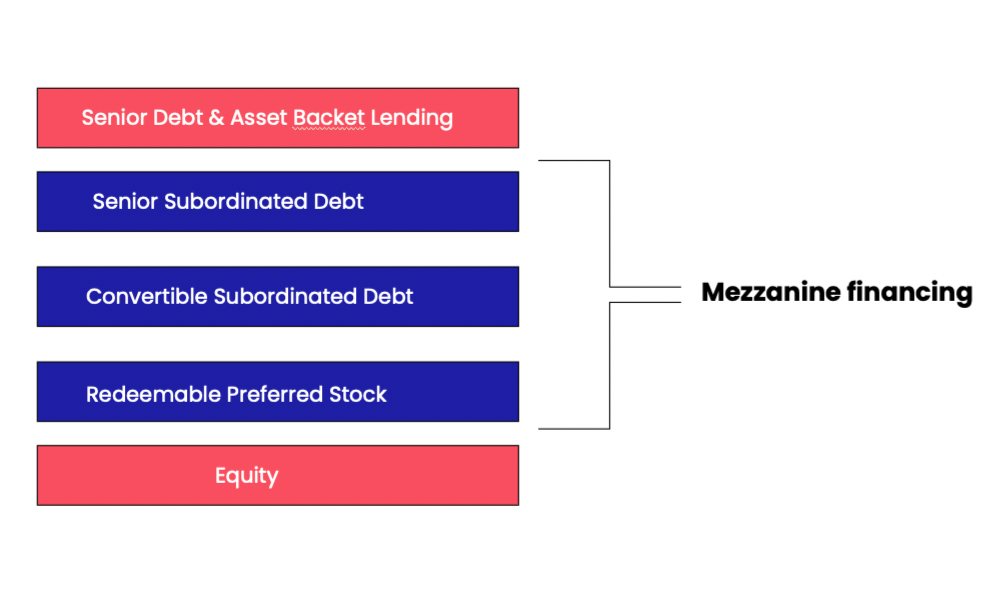 Senior Debt & Asset Backet Lending
Senior Subordinated Debt
Convertible Subordinated Debt
Mezzanine financing
Redeemable Preferred Stock
Equity